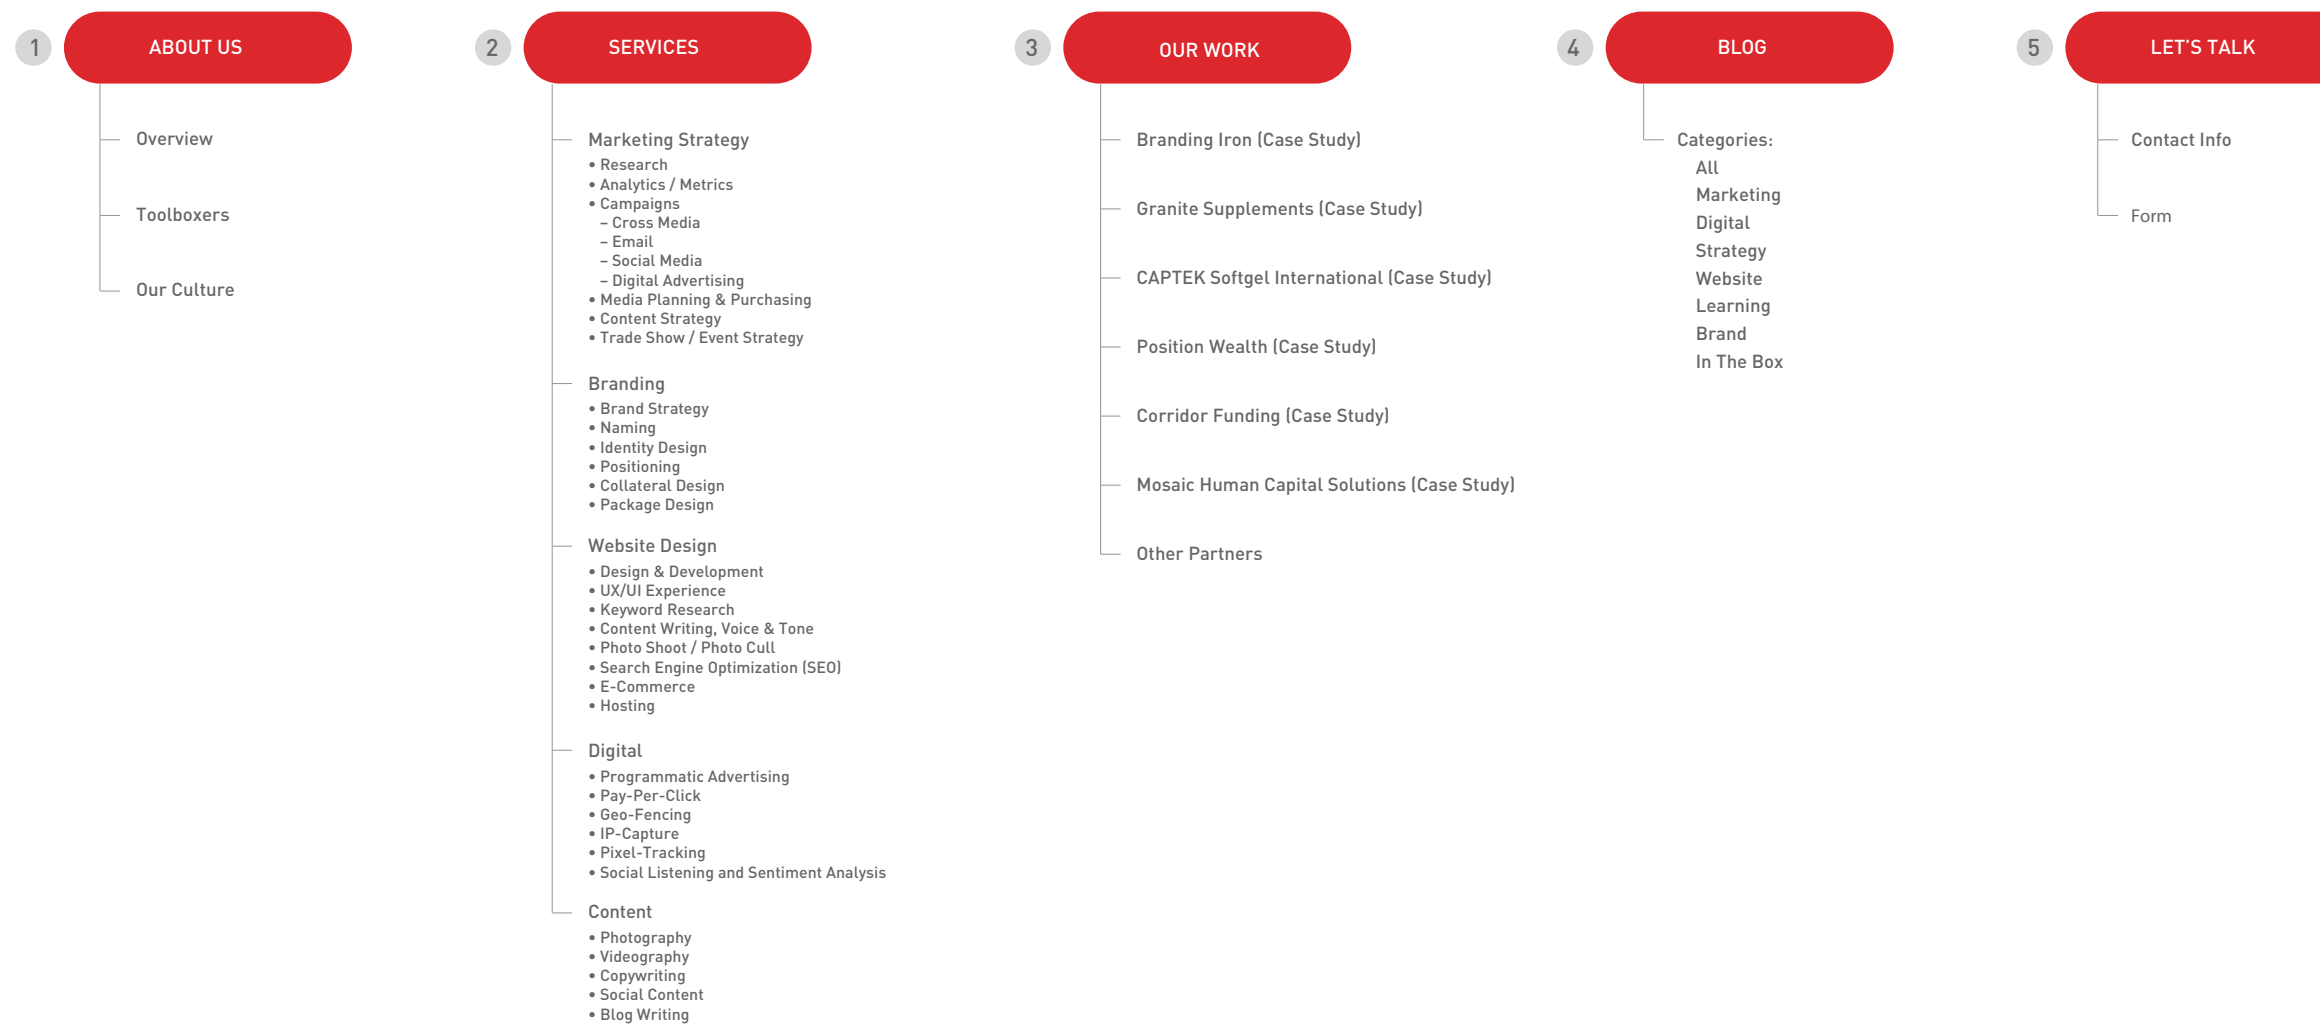 1
ABOUT US
Overview
Toolboxers
Our Culture
2
SERVICES
Marketing Strategy
• Research
• Analytics / Metrics
• Campaigns
– Cross Media
– Email
– Social Media
– Digital Advertising
• Media Planning & Purchasing
• Content Strategy
• Trade Show / Event Strategy
Branding
• Brand Strategy
• Naming
• Identity Design
• Positioning
• Collateral Design
• Package Design
Website Design
• Design & Development
• UX/UI Experience
• Keyword Research
• Content Writing, Voice & Tone
• Photo Shoot / Photo Cull
• Search Engine Optimization (SEO)
• E-Commerce
• Hosting
Digital
• Programmatic Advertising
• Pay-Per-Click
• Geo-Fencing
• IP-Capture
• Pixel-Tracking
• Social Listening and Sentiment Analysis
Content
• Photography
• Videography
• Copywriting
• Social Content
• Blog Writing
3
OUR WORK
Branding Iron (Case Study)
Granite Supplements (Case Study)
CAPTEK Softgel International (Case Study)
Position Wealth (Case Study)
Corridor Funding (Case Study)
Mosaic Human Capital Solutions (Case Study)
Other Partners
4
BLOG
Categories:
All
Marketing
Digital
Strategy
Website
Learning
Brand
In The Box
5
LET'S TALK
Contact Info
Form